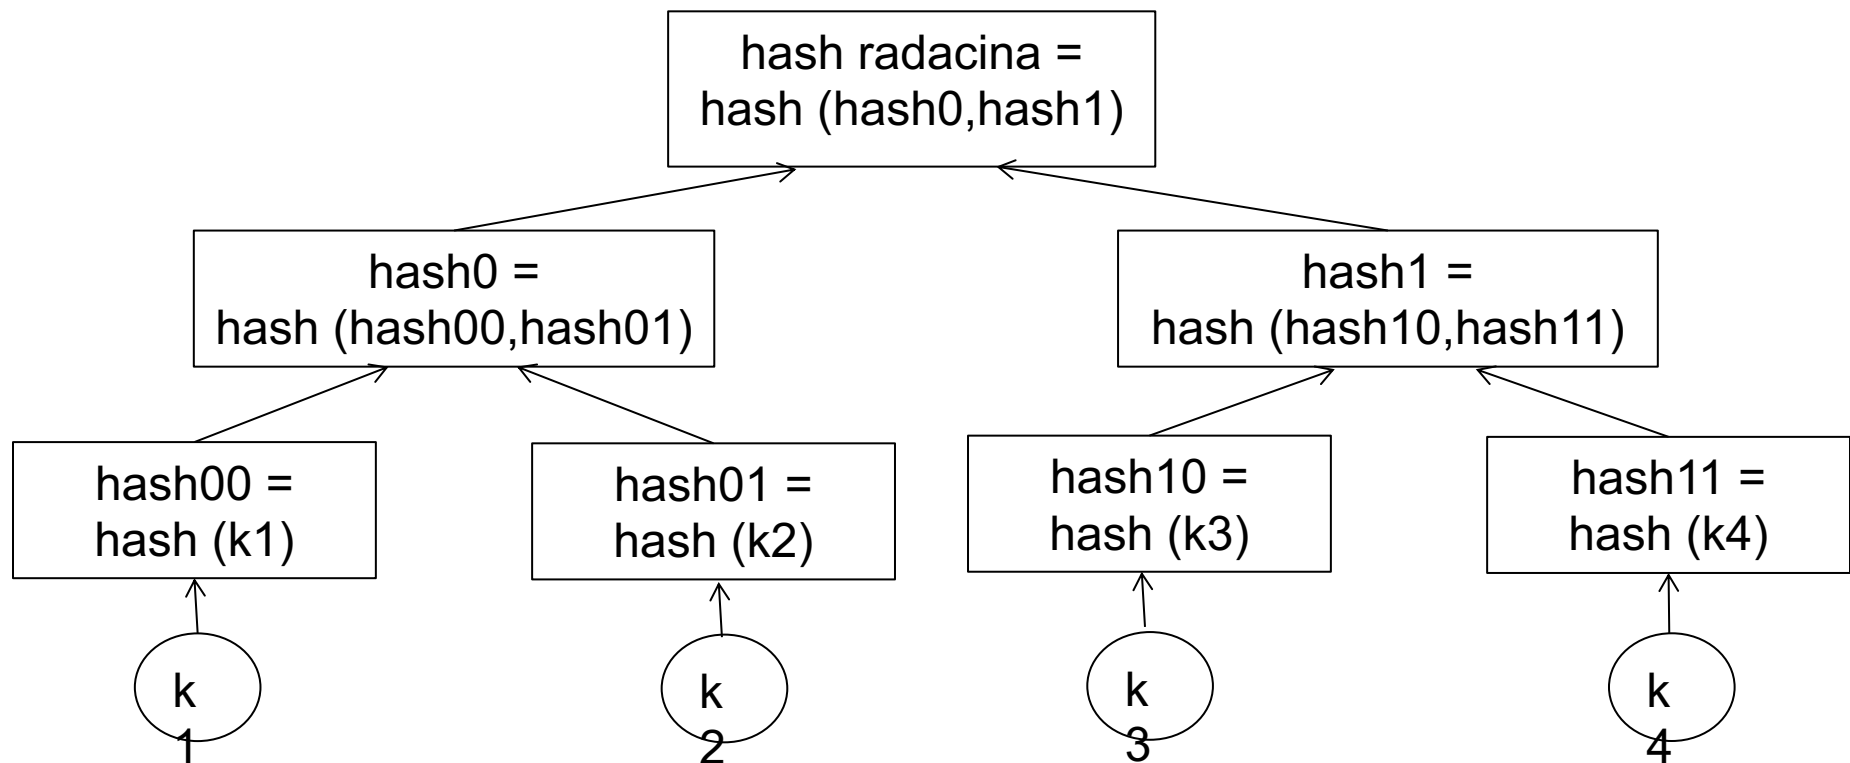 hash radacina =
hash (hash0,hash1)
hash0 =
hash (hash00,hash01)
hash1 =
hash (hash10,hash11)
hash00 =
hash (k1)
hash01 =
hash (k2)
hash10 =
hash (k3)
hash11 =
hash (k4)
k
1
k
2
k
3
k
4